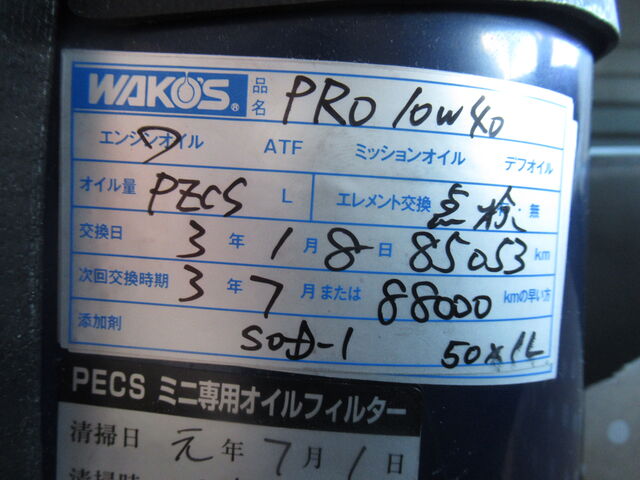 WAKO'S® 品名 PRO 10W40
エンジンオイル ATF ミッションオイル デフオイル
オイル量 PECS L エレメント交換 点検 無
交換日 3年 1月 8日 85053 km
次回交換時期 3年 7月または 88000 kmの早い方
添加剤 SOD-1 50×1L
PECS ミニ専用オイルフィルター
清掃日 元年 7月 1日